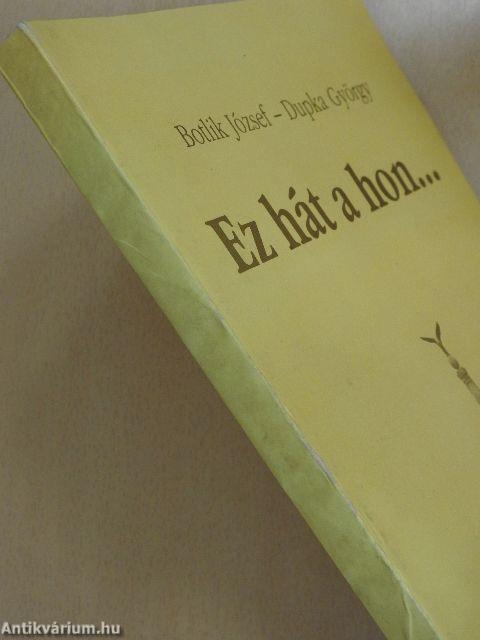 Botlik József – Dupka György
Ez hát a hon...
Antikvárium.hu